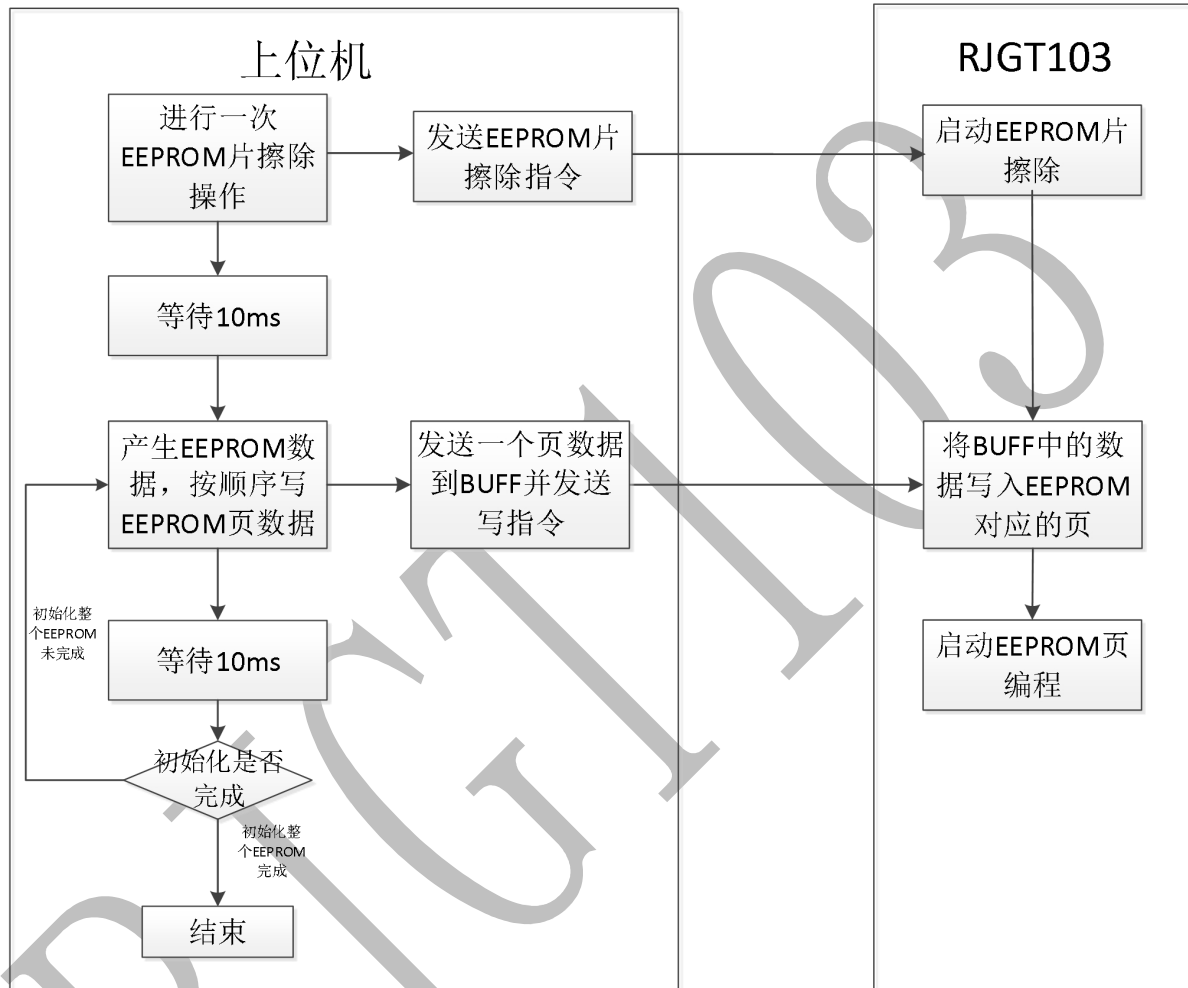 上位机
RJGT103
进行一次
EEPROM片擦除
操作
发送EEPROM片
擦除指令
启动EEPROM片
擦除
等待10ms
产生EEPROM数
据，按顺序写
EEPROM页数据
发送一个页数据
到BUFF并发送
写指令
将BUFF中的数
据写入EEPROM
对应的页
初始化整
个EEPROM
未完成
等待10ms
启动EEPROM页
编程
初始化是否
完成
初始化整
个EEPROM
完成
结束
RJGT103